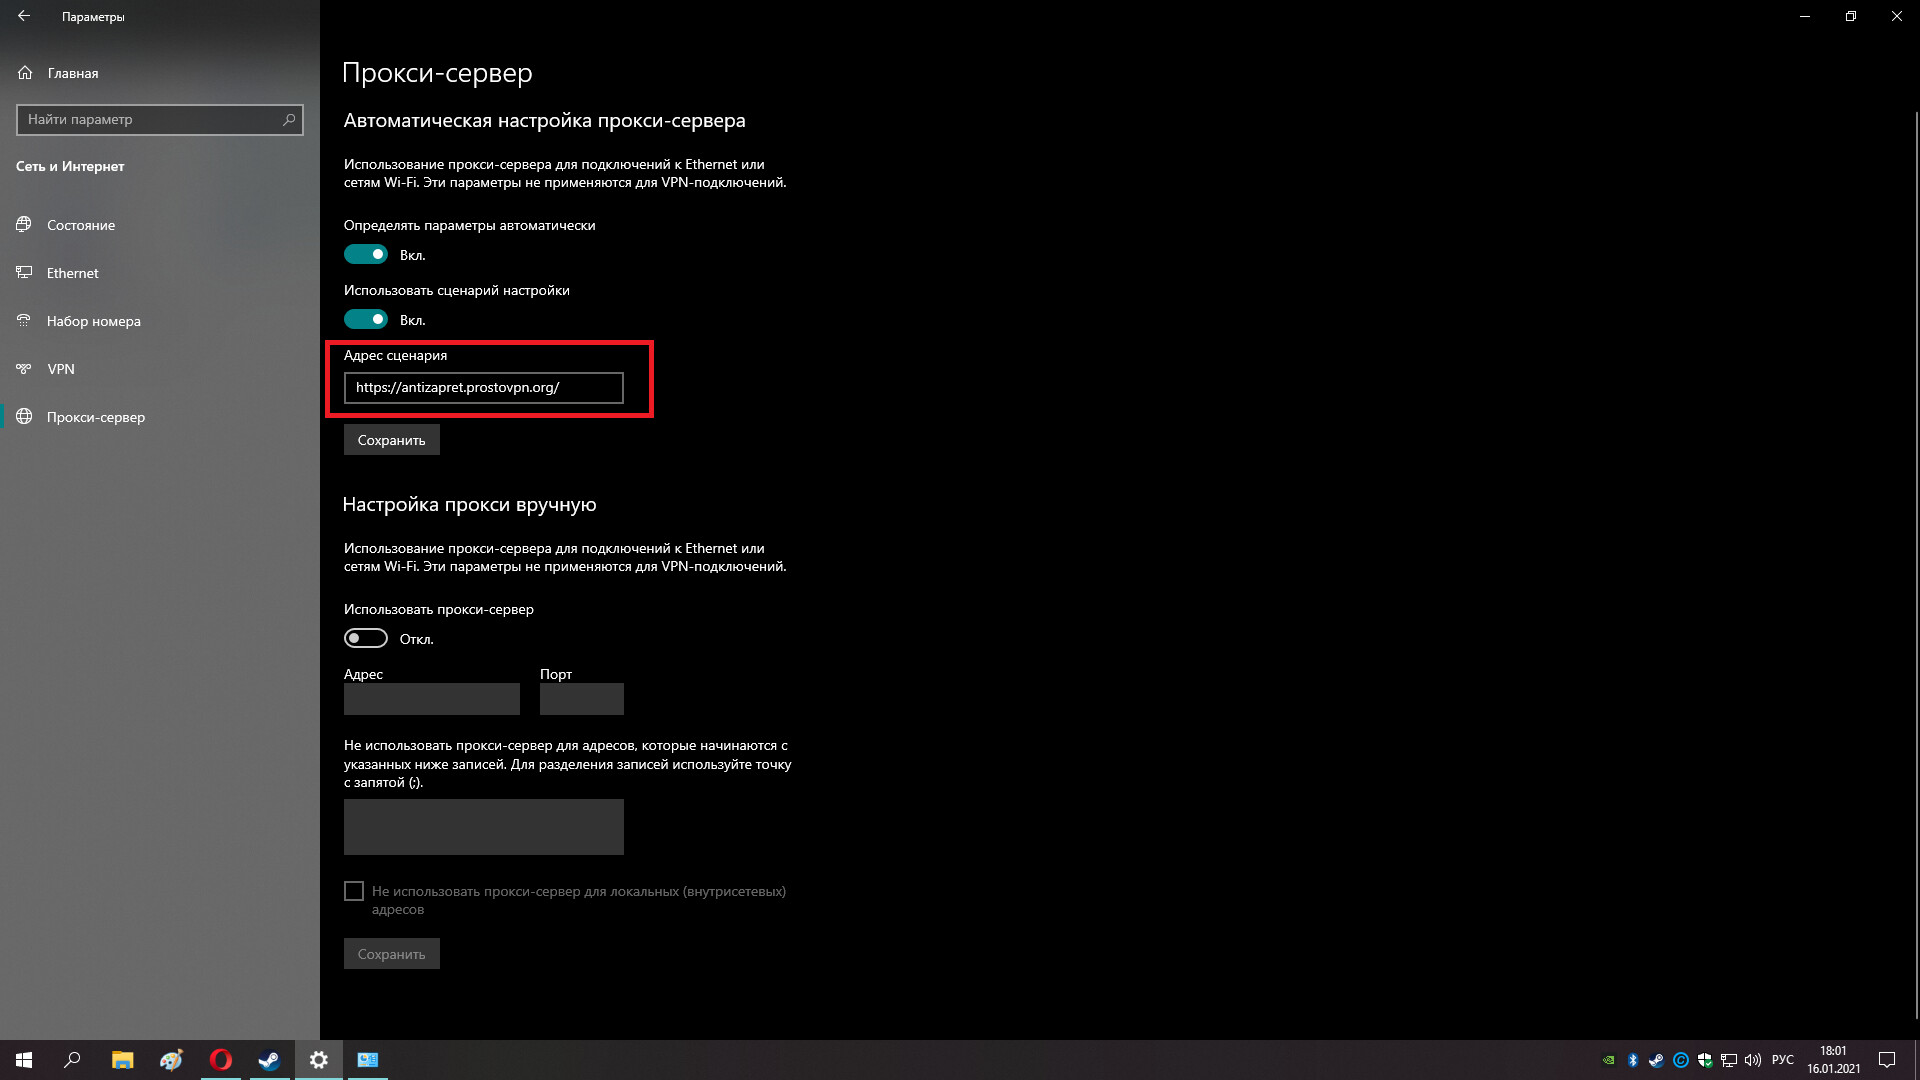 Параметры
Главная
Найти параметр
Сеть и Интернет
Состояние
Ethernet
Набор номера
VPN
Прокси-сервер
Прокси-сервер
Автоматическая настройка прокси-сервера
Использование прокси-сервера для подключений к Ethernet или
сетям Wi-Fi. Эти параметры не применяются для VPN-подключений.
Определять параметры автоматически
Вкл.
Использовать сценарий настройки
Вкл.
Адрес сценария
https://antizapret.prostovpn.org/
Сохранить
Настройка прокси вручную
Использование прокси-сервера для подключений к Ethernet или
сетям Wi-Fi. Эти параметры не применяются для VPN-подключений.
Использовать прокси-сервер
Откл.
Адрес Порт
Не использовать прокси-сервер для адресов, которые начинаются с
указанных ниже записей. Для разделения записей используйте точку
с запятой (;).
Не использовать прокси-сервер для локальных (внутрисетевых)
адресов
Сохранить
РУС
18:01
16.01.2021